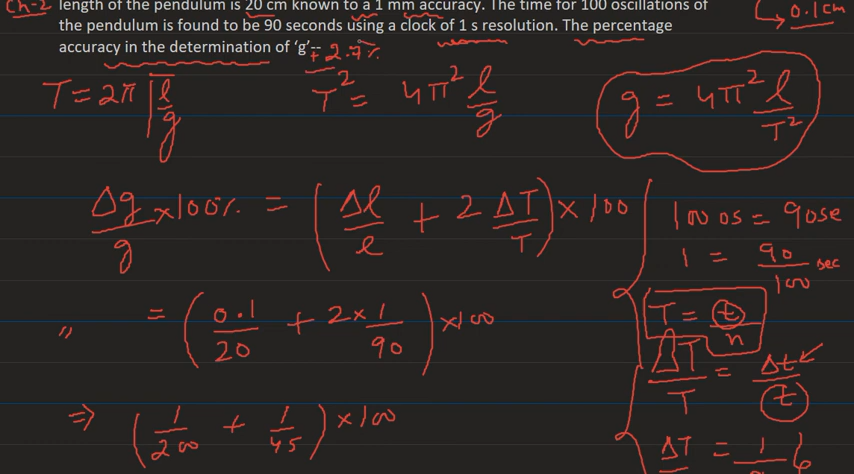 Ch-2 length of the pendulum is 20 cm known to a 1 mm accuracy. The time for 100 oscillations of
↳ 0.1cm
the pendulum is found to be 90 seconds using a clock of 1 s resolution. The percentage
accuracy in the determination of 'g'-- ± 2.7%
T = 2π √(l/g)
T² = 4π² l/g
g = 4π² l/T²
Δg/g ×100% = (Δl/l + 2 ΔT/T) × 100
100 os = 90 se
1 = 90/100 sec
" = (0.1/20 + 2×1/90) ×100
T = t/n
ΔT/T = Δt/t
⇒ (1/200 + 1/45) × 100
ΔT = 1